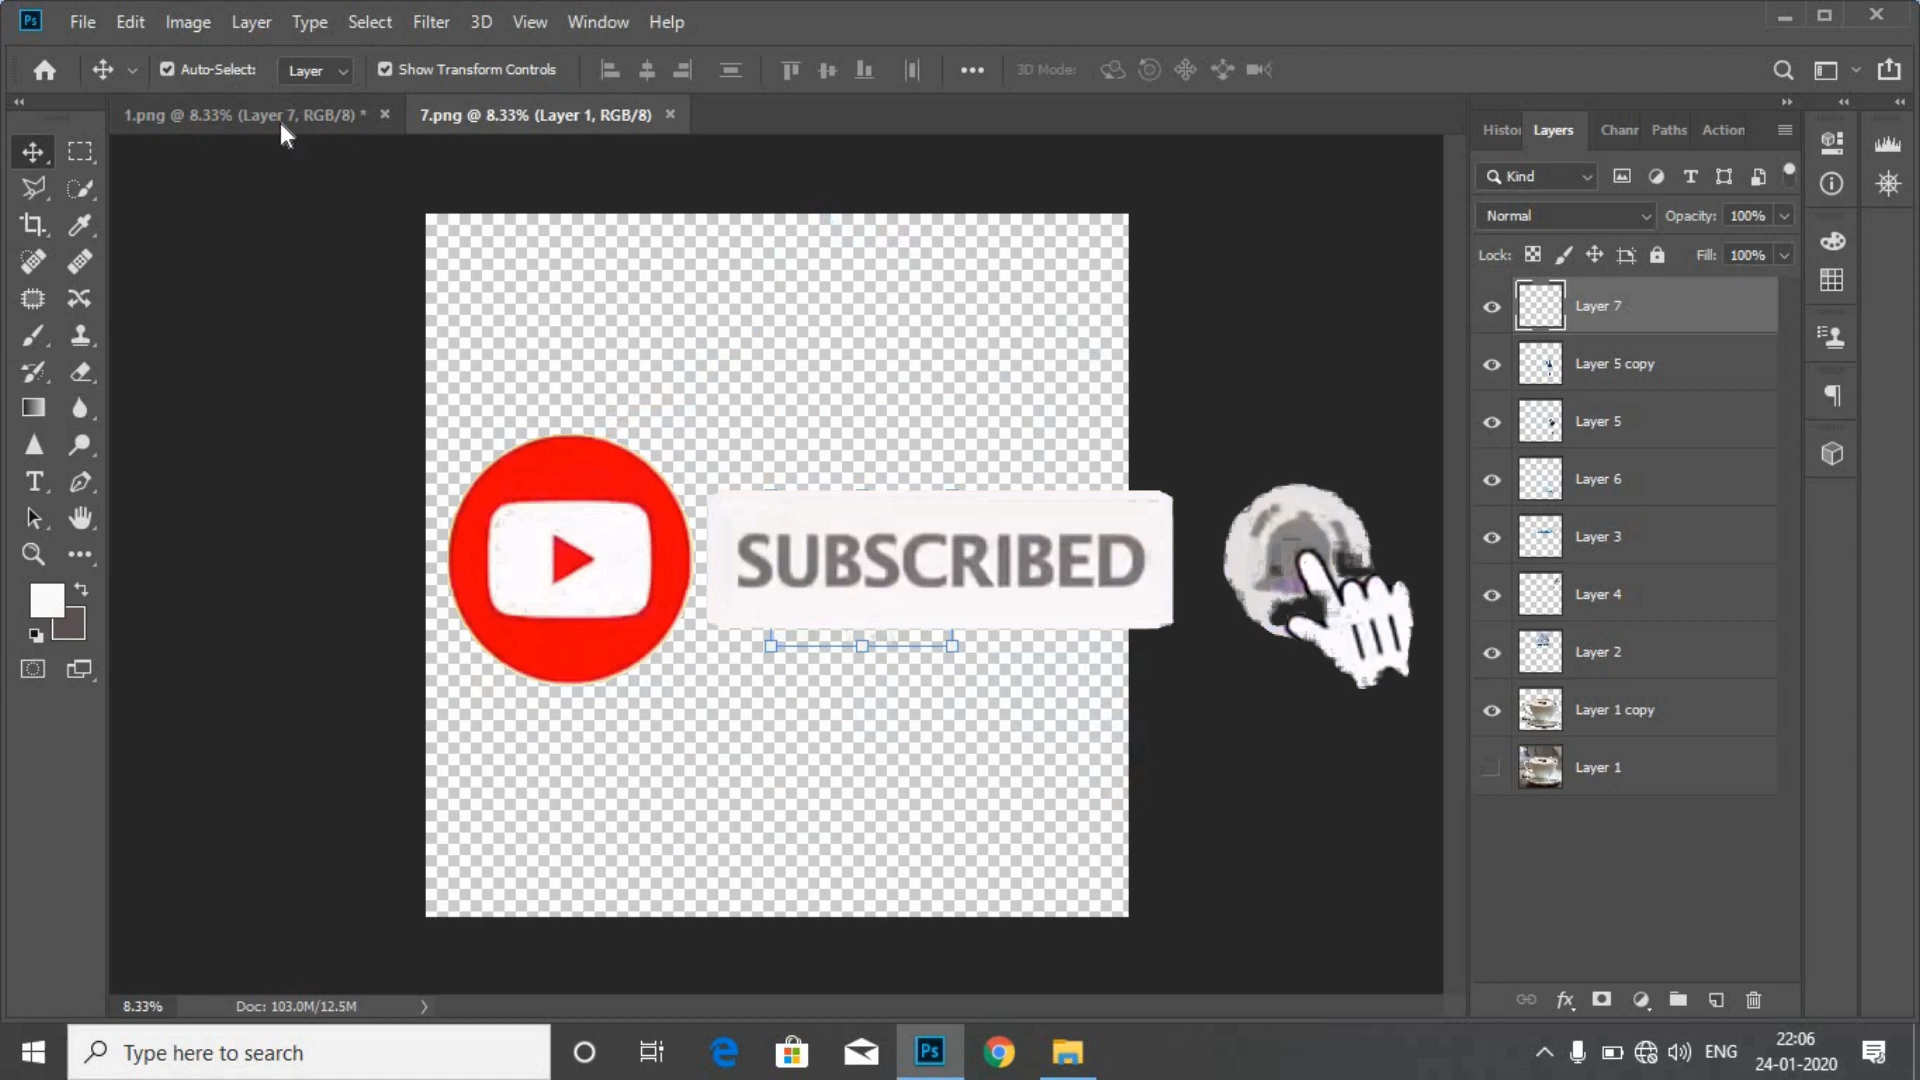 Ps File Edit Image Layer Type Select Filter 3D View Window Help
Auto-Select: Layer Show Transform Controls 3D Mode:
1.png @ 8.33% (Layer 7, RGB/8) * 7.png @ 8.33% (Layer 1, RGB/8)
Histo Layers Chann Paths Action
Kind
Normal Opacity: 100%
Lock: Fill: 100%
Layer 7
Layer 5 copy
Layer 5
Layer 6
Layer 3
Layer 4
Layer 2
Layer 1 copy
Layer 1
SUBSCRIBED
8.33% Doc: 103.0M/12.5M
Type here to search
Ps
ENG
22:06
24-01-2020